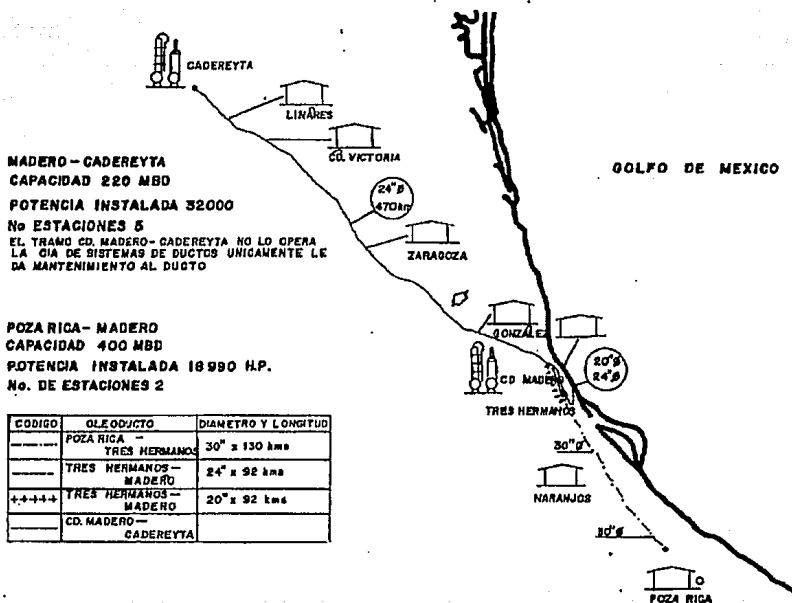 CADEREYTA
LINARES
CD. VICTORIA
24"ø
470km
ZARAGOZA
GOLFO DE MEXICO
MADERO-CADEREYTA
CAPACIDAD 220 MBD
POTENCIA INSTALADA 32000
No ESTACIONES 5
EL TRAMO CD. MADERO-CADEREYTA NO LO OPERA
LA CIA DE SISTEMAS DE DUCTOS UNICAMENTE LE
DA MANTENIMIENTO AL DUCTO
GONZALEZ
20"ø
24"ø
CD MADERO
TRES HERMANOS
POZA RICA-MADERO
CAPACIDAD 400 MBD
POTENCIA INSTALADA 18990 H.P.
No. DE ESTACIONES 2
CODIGO OLEODUCTO DIAMETRO Y LONGITUD
POZA RICA -
TRES HERMANOS 30" x 130 kms
TRES HERMANOS-
MADERO 24" x 92 kms
TRES HERMANOS-
MADERO 20" x 92 kms
CD. MADERO-
CADEREYTA
30"ø
NARANJOS
30"ø
POZA RICA